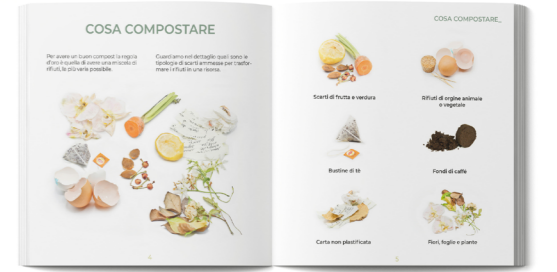 COSA COMPOSTARE
Per avere un buon compost la regola
d'oro è quella di avere una miscela di
rifiuti, la più varia possibile.
Guardiamo nel dettaglio quali sono le
tipologie di scarti ammesse per trasfor-
mare i rifiuti in una risorsa.
4
COSA COMPOSTARE_
Scarti di frutta e verdura
Rifiuti di orgine animale
e vegetale
Bustine di tè
Fondi di caffè
Carta non plastificata
Fiori, foglie e piante
5